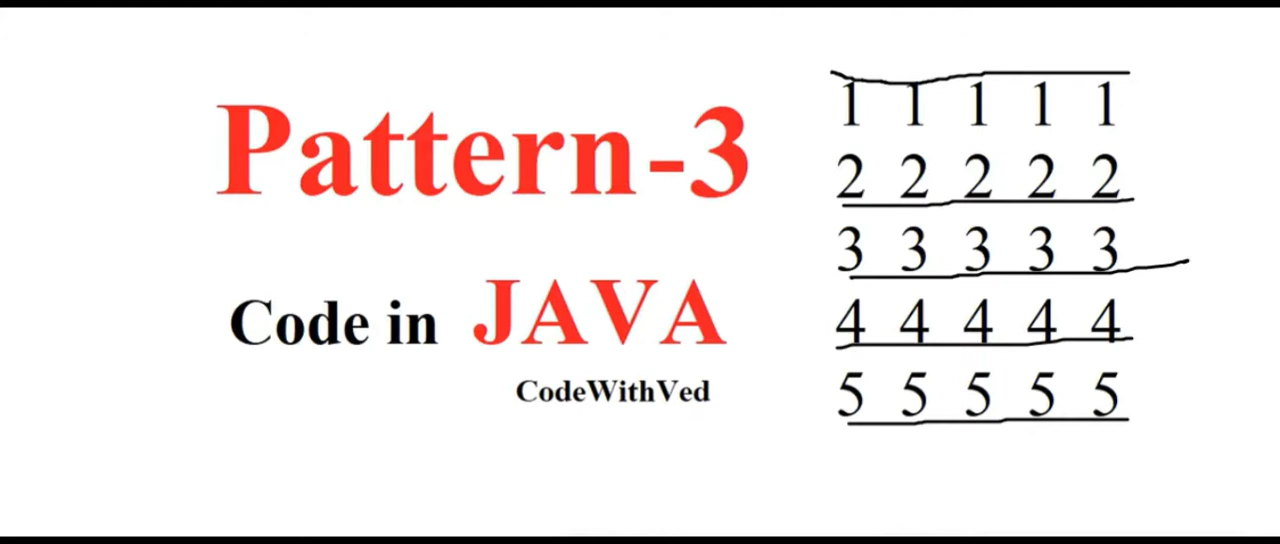 Pattern-3
Code in JAVA
CodeWithVed
1 1 1 1 1
2 2 2 2 2
3 3 3 3 3
4 4 4 4 4
5 5 5 5 5